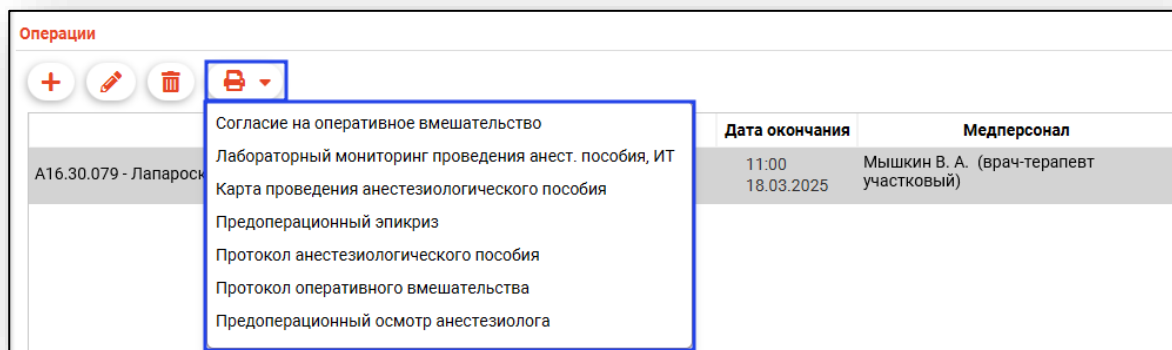 Операции
Согласие на оперативное вмешательство
Лабораторный мониторинг проведения анест. пособия, ИТ
Карта проведения анестезиологического пособия
Предоперационный эпикриз
Протокол анестезиологического пособия
Протокол оперативного вмешательства
Предоперационный осмотр анестезиолога
Дата окончания
Медперсонал
A16.30.079 - Лапароск
11:00
18.03.2025
Мышкин В. А. (врач-терапевт
участковый)